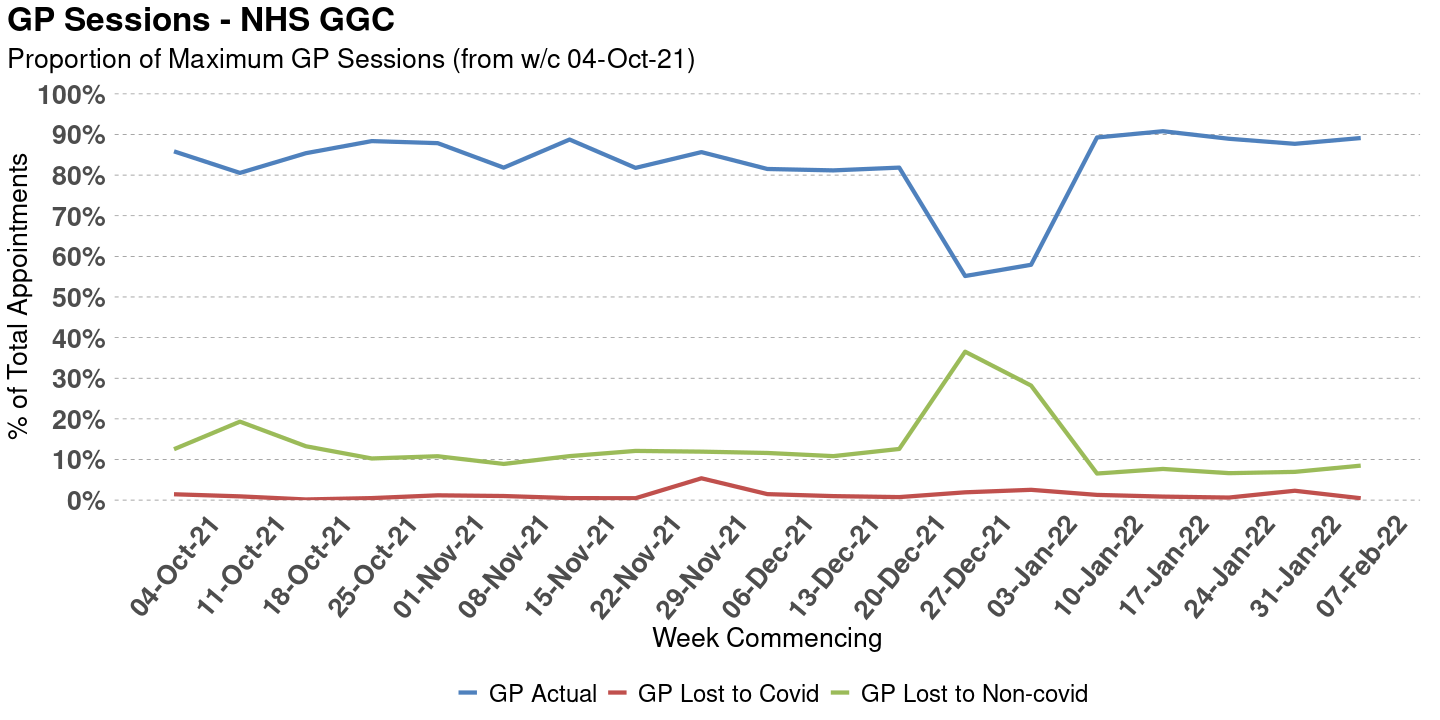 GP Sessions - NHS GGC
Proportion of Maximum GP Sessions (from w/c 04-Oct-21)
% of Total Appointments
100%
90%
80%
70%
60%
50%
40%
30%
20%
10%
0%
04-Oct-21
11-Oct-21
18-Oct-21
25-Oct-21
01-Nov-21
08-Nov-21
15-Nov-21
22-Nov-21
29-Nov-21
06-Dec-21
13-Dec-21
20-Dec-21
27-Dec-21
03-Jan-22
10-Jan-22
17-Jan-22
24-Jan-22
31-Jan-22
07-Feb-22
Week Commencing
GP Actual GP Lost to Covid GP Lost to Non-covid